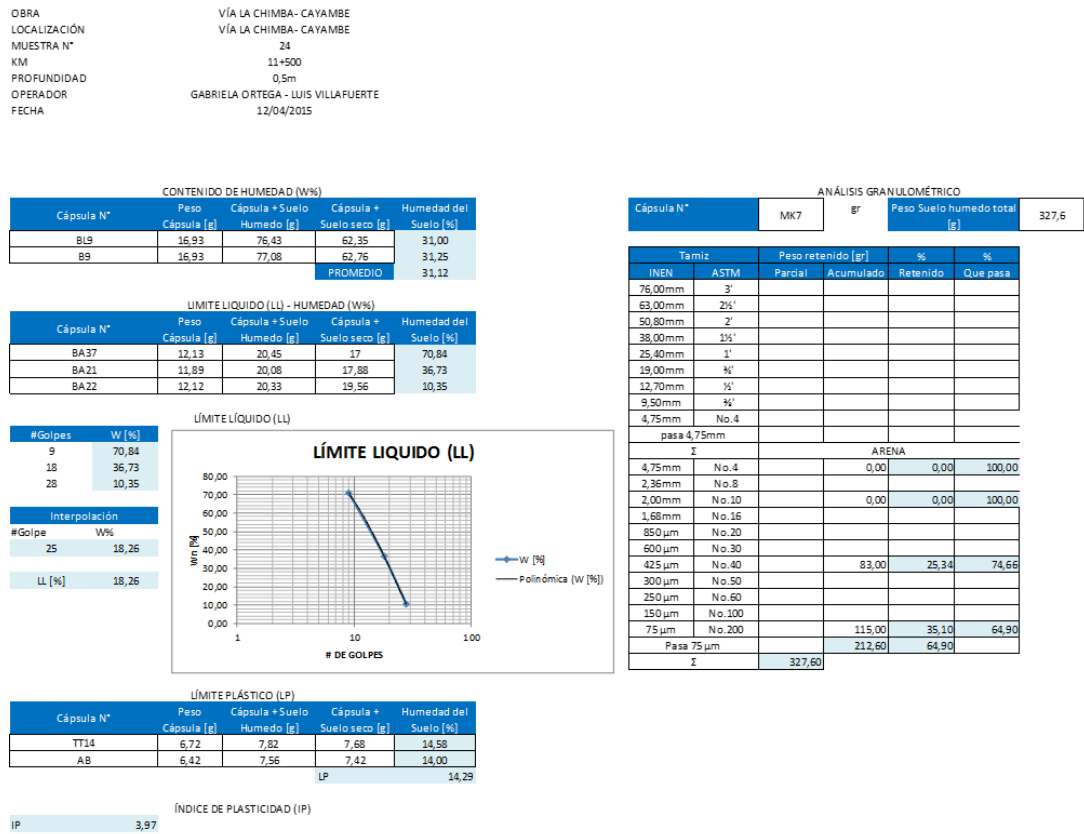 OBRA VÍA LA CHIMBA- CAYAMBE
LOCALIZACIÓN VÍA LA CHIMBA- CAYAMBE
MUESTRA N° 24
KM 11+500
PROFUNDIDAD 0,5m
OPERADOR GABRIELA ORTEGA - LUIS VILLAFUERTE
FECHA 12/04/2015
CONTENIDO DE HUMEDAD (W%)
Cápsula N° Peso Cápsula [g] Cápsula + Suelo Humedo [g] Cápsula + Suelo seco [g] Humedad del Suelo [%]
BL9 16,93 76,43 62,35 31,00
B9 16,93 77,08 62,76 31,25
PROMEDIO 31,12
LIMITE LIQUIDO (LL) - HUMEDAD (W%)
Cápsula N° Peso Cápsula [g] Cápsula + Suelo Humedo [g] Cápsula + Suelo seco [g] Humedad del Suelo [%]
BA37 12,13 20,45 17 70,84
BA21 11,89 20,08 17,88 36,73
BA22 12,12 20,33 19,56 10,35
LÍMITE LÍQUIDO (LL)
#Golpes W [%]
9 70,84
18 36,73
28 10,35
Interpolación
#Golpe W%
25 18,26
LL [%] 18,26
LÍMITE LIQUIDO (LL)
80,00
70,00
60,00
50,00
40,00
30,00
20,00
10,00
0,00
Wn [%]
1 10 100
# DE GOLPES
W [%]
Polinómica (W [%])
LÍMITE PLÁSTICO (LP)
Cápsula N° Peso Cápsula [g] Cápsula + Suelo Humedo [g] Cápsula + Suelo seco [g] Humedad del Suelo [%]
TT14 6,72 7,82 7,68 14,58
AB 6,42 7,56 7,42 14,00
LP 14,29
ÍNDICE DE PLASTICIDAD (IP)
IP 3,97
ANÁLISIS GRANULOMÉTRICO
Cápsula N° MK7 gr Peso Suelo humedo total [g] 327,6
Tamiz Peso retenido [gr] % %
INEN ASTM Parcial Acumulado Retenido Que pasa
76,00mm 3'
63,00mm 2½'
50,80mm 2'
38,00mm 1½'
25,40mm 1'
19,00mm ¾'
12,70mm ½'
9,50mm
4,75mm No.4
pasa 4,75mm
Σ ARENA
4,75mm No.4 0,00 0,00 100,00
2,36mm No.8
2,00mm No.10 0,00 0,00 100,00
1,68mm No.16
850 µm No.20
600 µm No.30
425 µm No.40 83,00 25,34 74,66
300 µm No.50
250 µm No.60
150 µm No.100
75 µm No.200 115,00 35,10 64,90
Pasa 75 µm 212,60 64,90
Σ 327,60